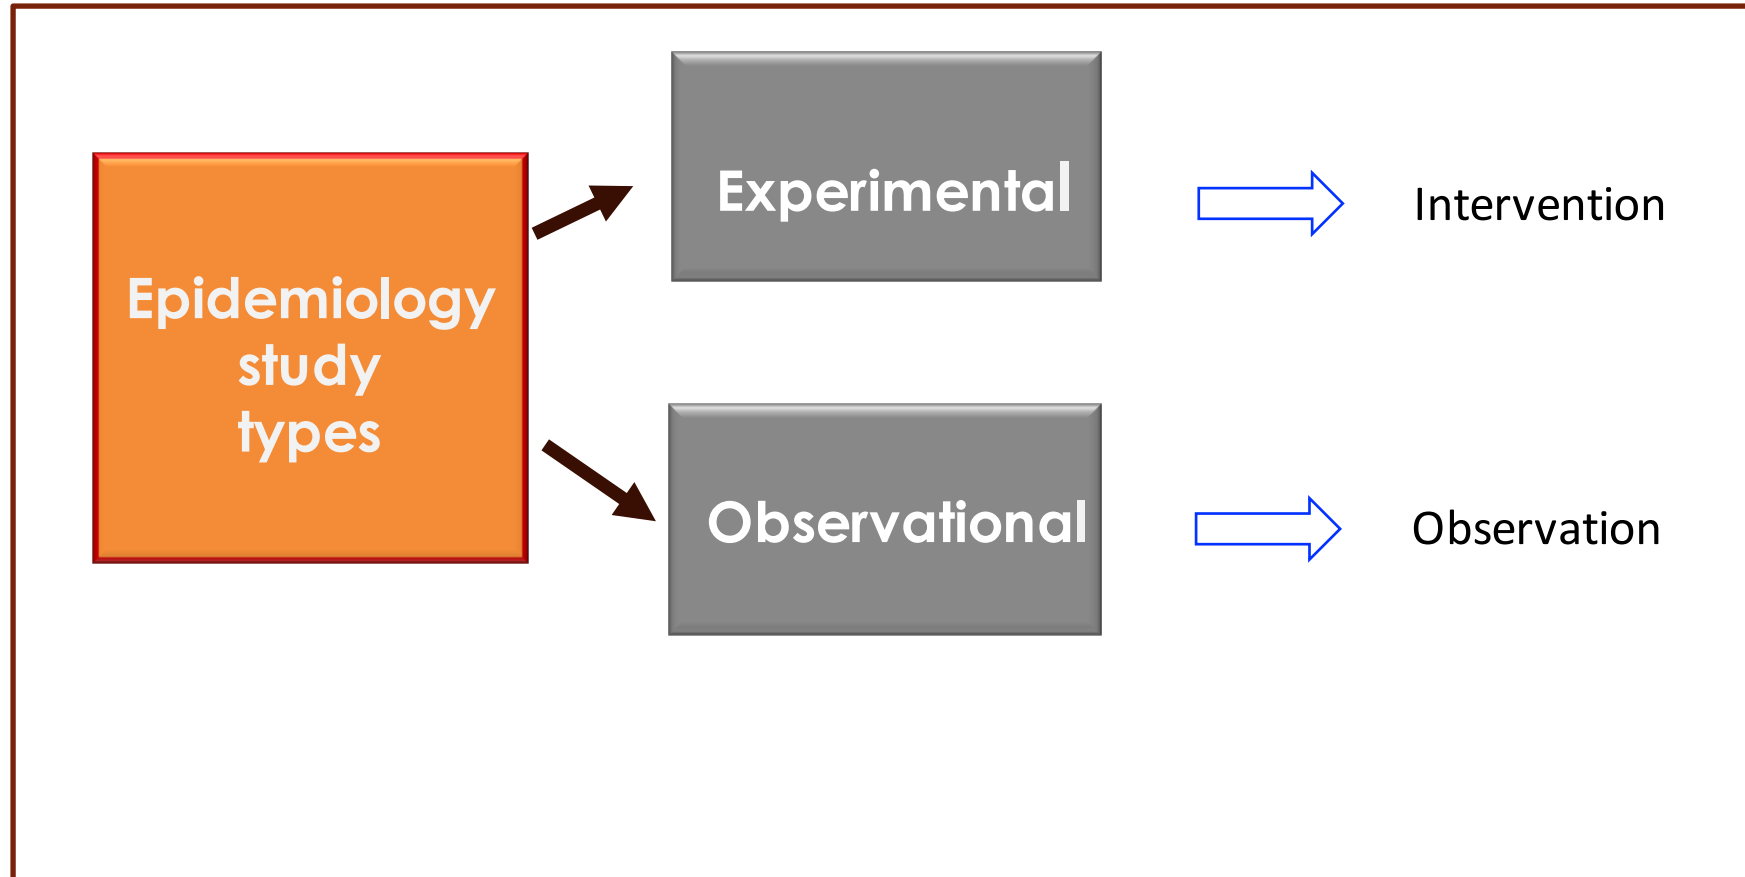 Epidemiology
study
types
Experimental
Intervention
Observational
Observation